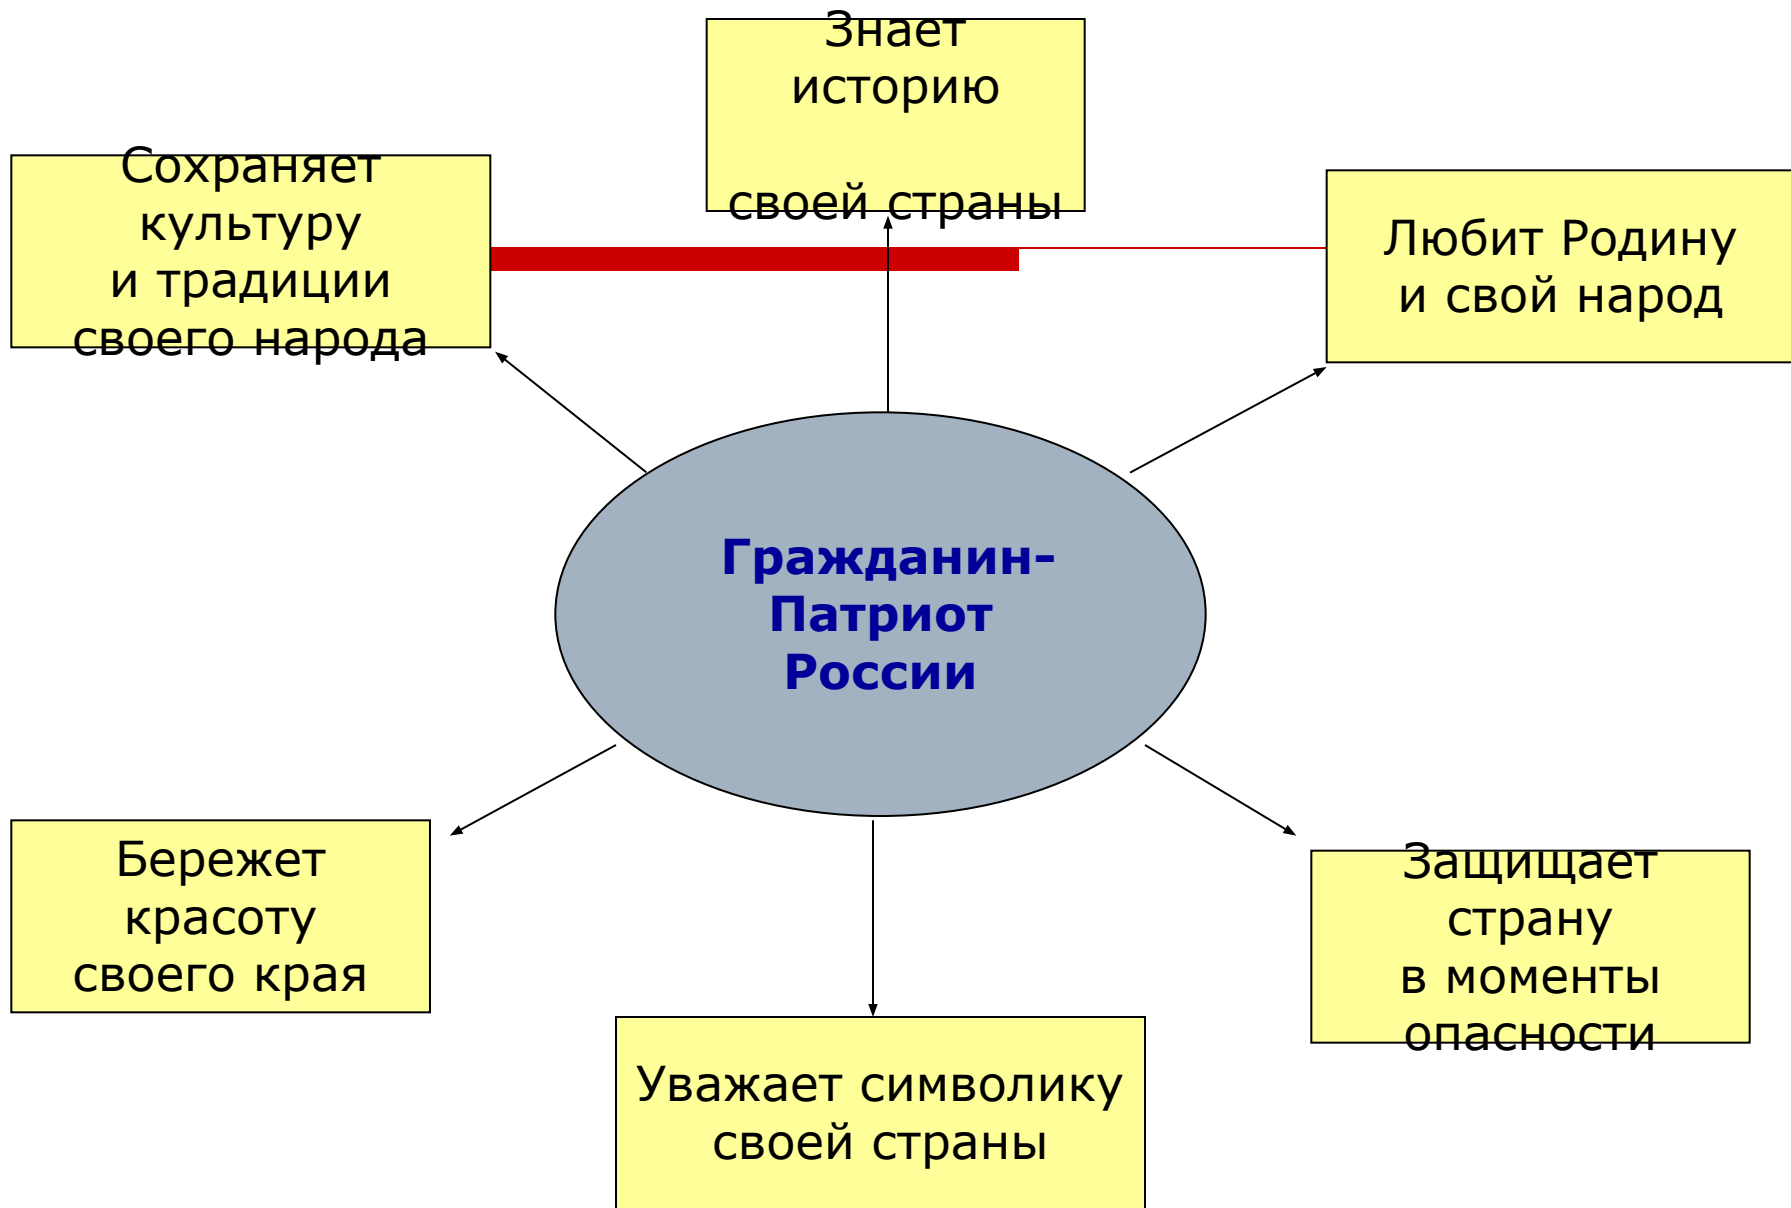 Знает
историю
своей страны
Сохраняет
культуру
и традиции
своего народа
Любит Родину
и свой народ
Гражданин-
Патриот
России
Бережет
красоту
своего края
Защищает
страну
в моменты
опасности
Уважает символику
своей страны